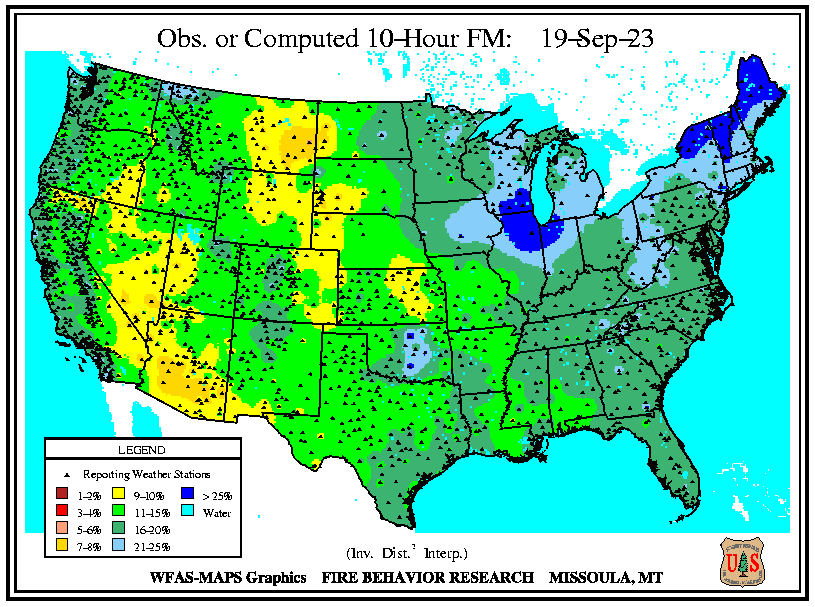 Obs. or Computed 10-Hour FM: 19-Sep-23
LEGEND
Reporting Weather Stations
1-2% 9-10% > 25%
3-4% 11-15% Water
5-6% 16-20%
7-8% 21-25%
(Inv. Dist.² Interp.)
WFAS-MAPS Graphics FIRE BEHAVIOR RESEARCH MISSOULA, MT
U S